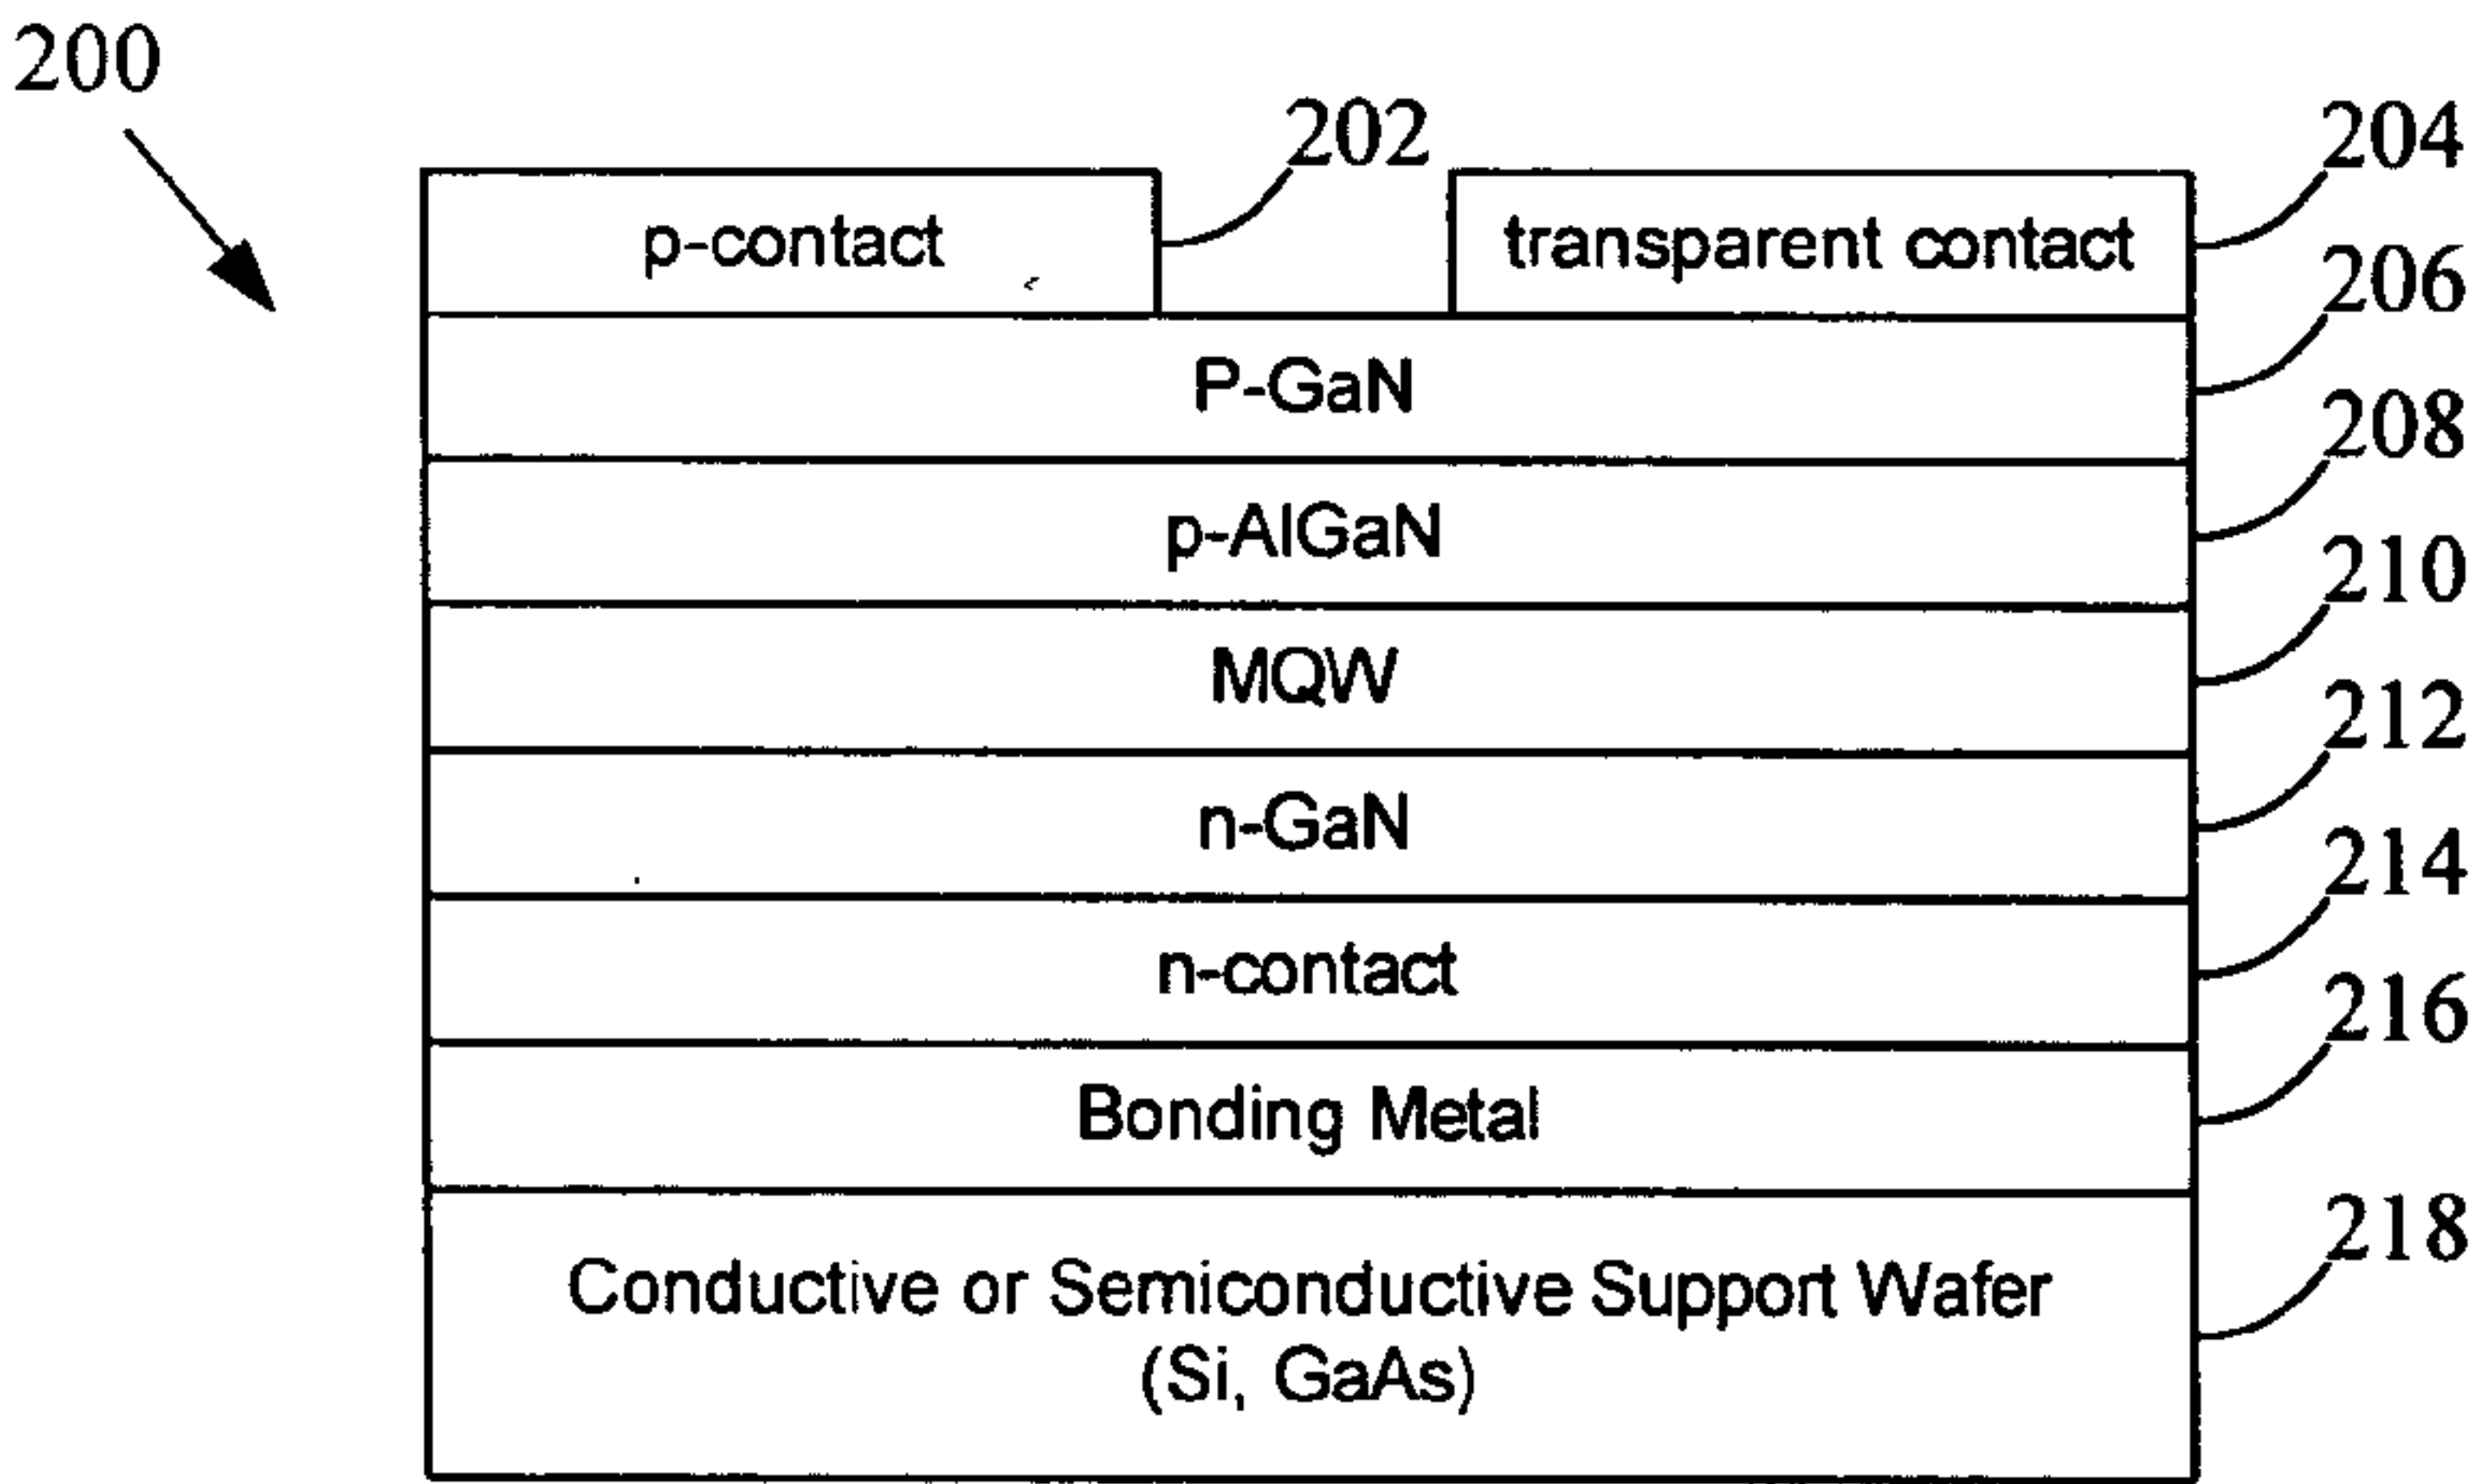 200
202
204
p-contact
transparent contact
206
P-GaN
208
p-AlGaN
210
MQW
212
n-GaN
214
n-contact
216
Bonding Metal
218
Conductive or Semiconductive Support Wafer
(Si, GaAs)